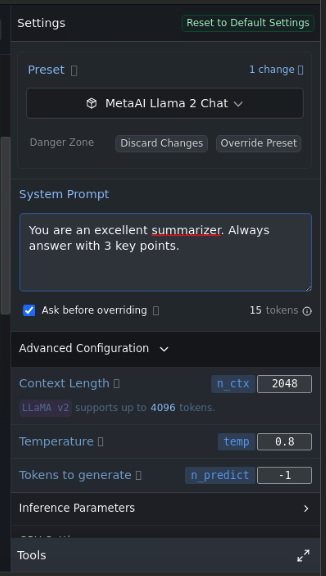 Settings
Reset to Default Settings
Preset
1 change
MetaAI Llama 2 Chat
Danger Zone
Discard Changes
Override Preset
System Prompt
You are an excellent summarizer. Always
answer with 3 key points.
Ask before overriding
15 tokens
Advanced Configuration
Context Length
n_ctx
2048
LLaMA v2 supports up to 4096 tokens.
Temperature
temp
0.8
Tokens to generate
n_predict
-1
Inference Parameters
Tools